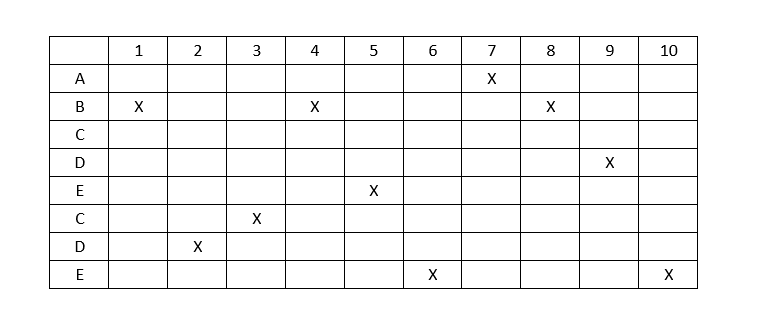 1 2 3 4 5 6 7 8 9 10
A X
B X X X
C
D X
E X
C X
D X
E X X